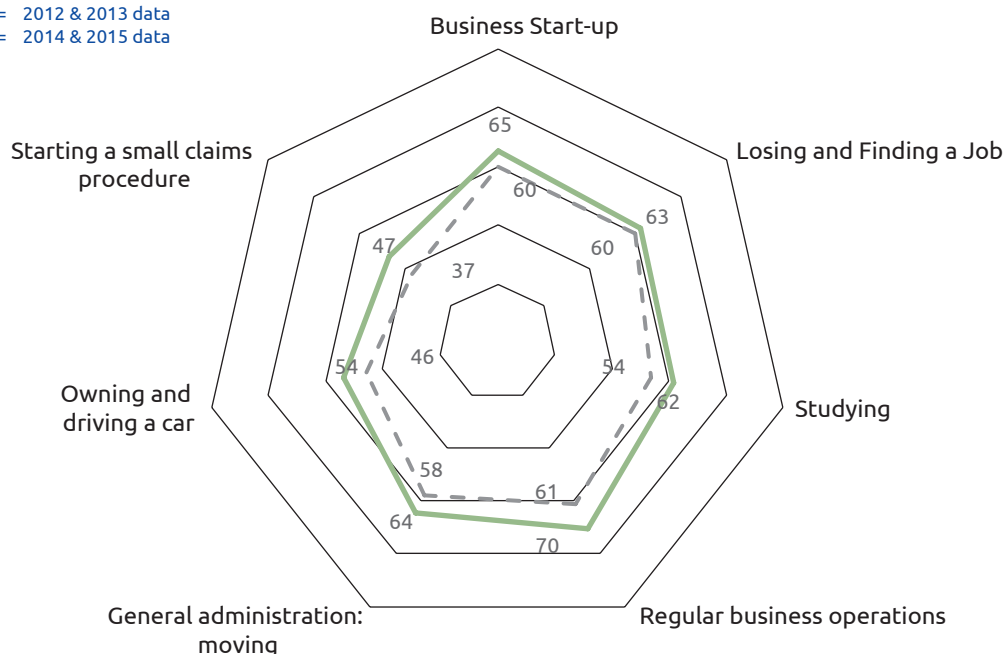 = 2012 & 2013 data
= 2014 & 2015 data
Business Start-up
65
Starting a small claims
procedure
Losing and Finding a Job
60
63
47
60
37
46
54
54
Owning and
driving a car
62
Studying
58
61
64
70
General administration:
moving
Regular business operations